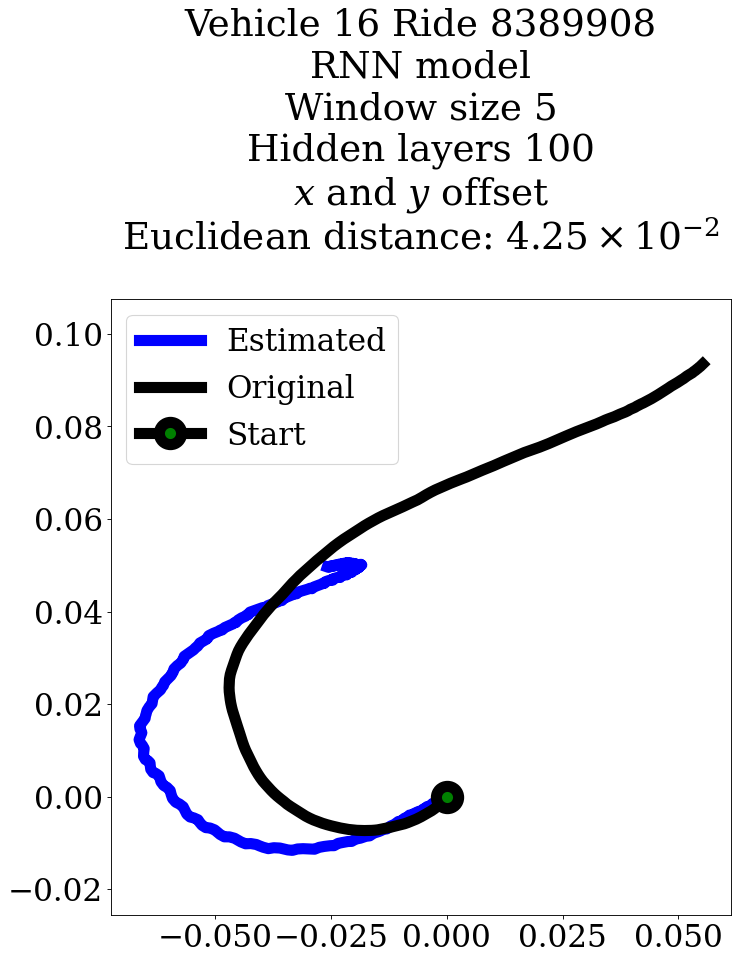 Vehicle 16 Ride 8389908
RNN model
Window size 5
Hidden layers 100
x and y offset
Euclidean distance: 4.25 × 10⁻²
Estimated
Original
Start
0.10
0.08
0.06
0.04
0.02
0.00
−0.02
−0.050 −0.025 0.000 0.025 0.050